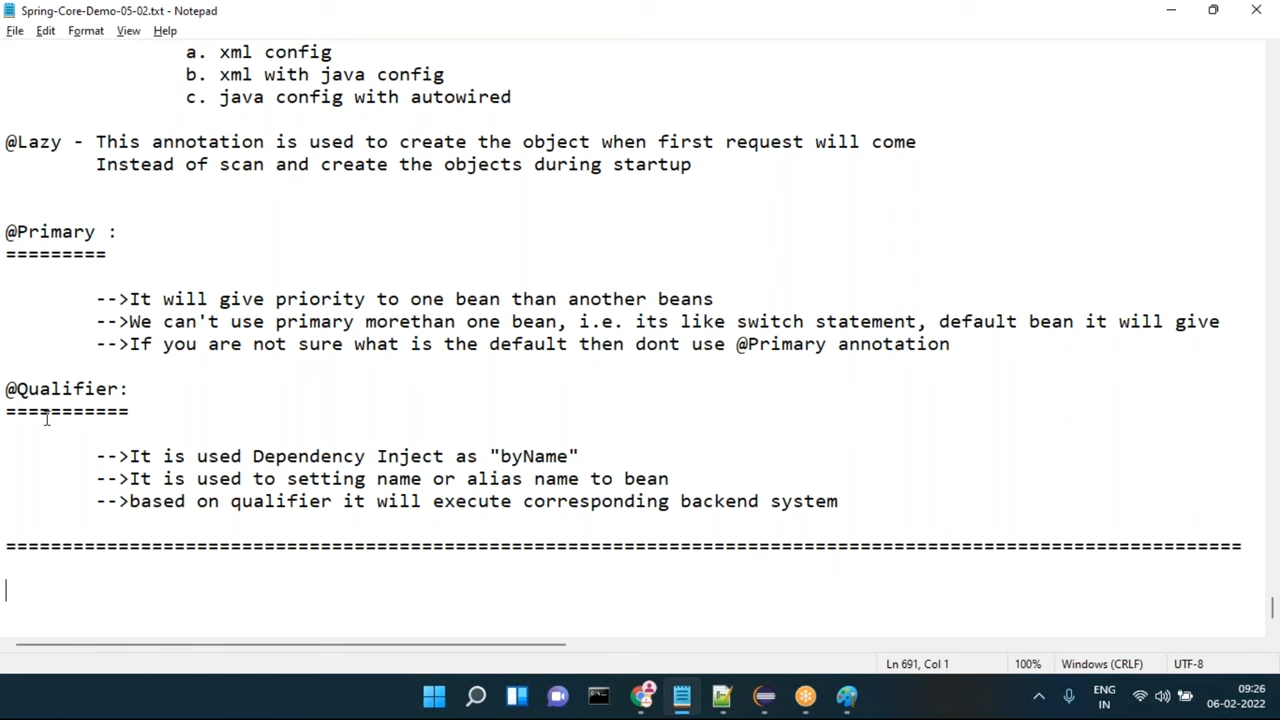 Spring-Core-Demo-05-02.txt - Notepad
File Edit Format View Help
a. xml config
b. xml with java config
c. java config with autowired
@Lazy - This annotation is used to create the object when first request will come
Instead of scan and create the objects during startup
@Primary :
=========
-->It will give priority to one bean than another beans
-->We can't use primary morethan one bean, i.e. its like switch statement, default bean it will give
-->If you are not sure what is the default then dont use @Primary annotation
@Qualifier:
===========
-->It is used Dependency Inject as "byName"
-->It is used to setting name or alias name to bean
-->based on qualifier it will execute corresponding backend system
==============================================================================================================
Ln 691, Col 1 100% Windows (CRLF) UTF-8
ENG 09:26
IN 06-02-2022